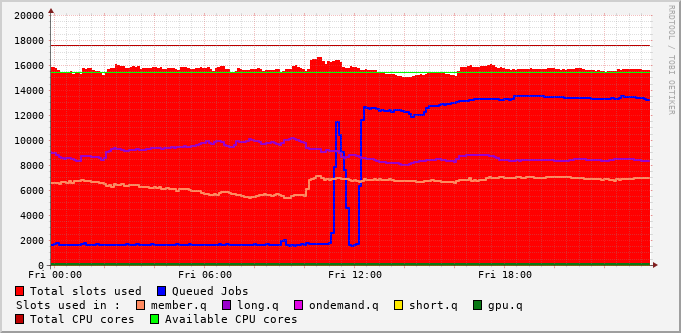 20000
18000
16000
14000
12000
10000
8000
6000
4000
2000
0
Fri 00:00 Fri 06:00 Fri 12:00 Fri 18:00
RRDTOOL / TOBI OETIKER
Total slots used Queued Jobs
Slots used in : member.q long.q ondemand.q short.q gpu.q
Total CPU cores Available CPU cores